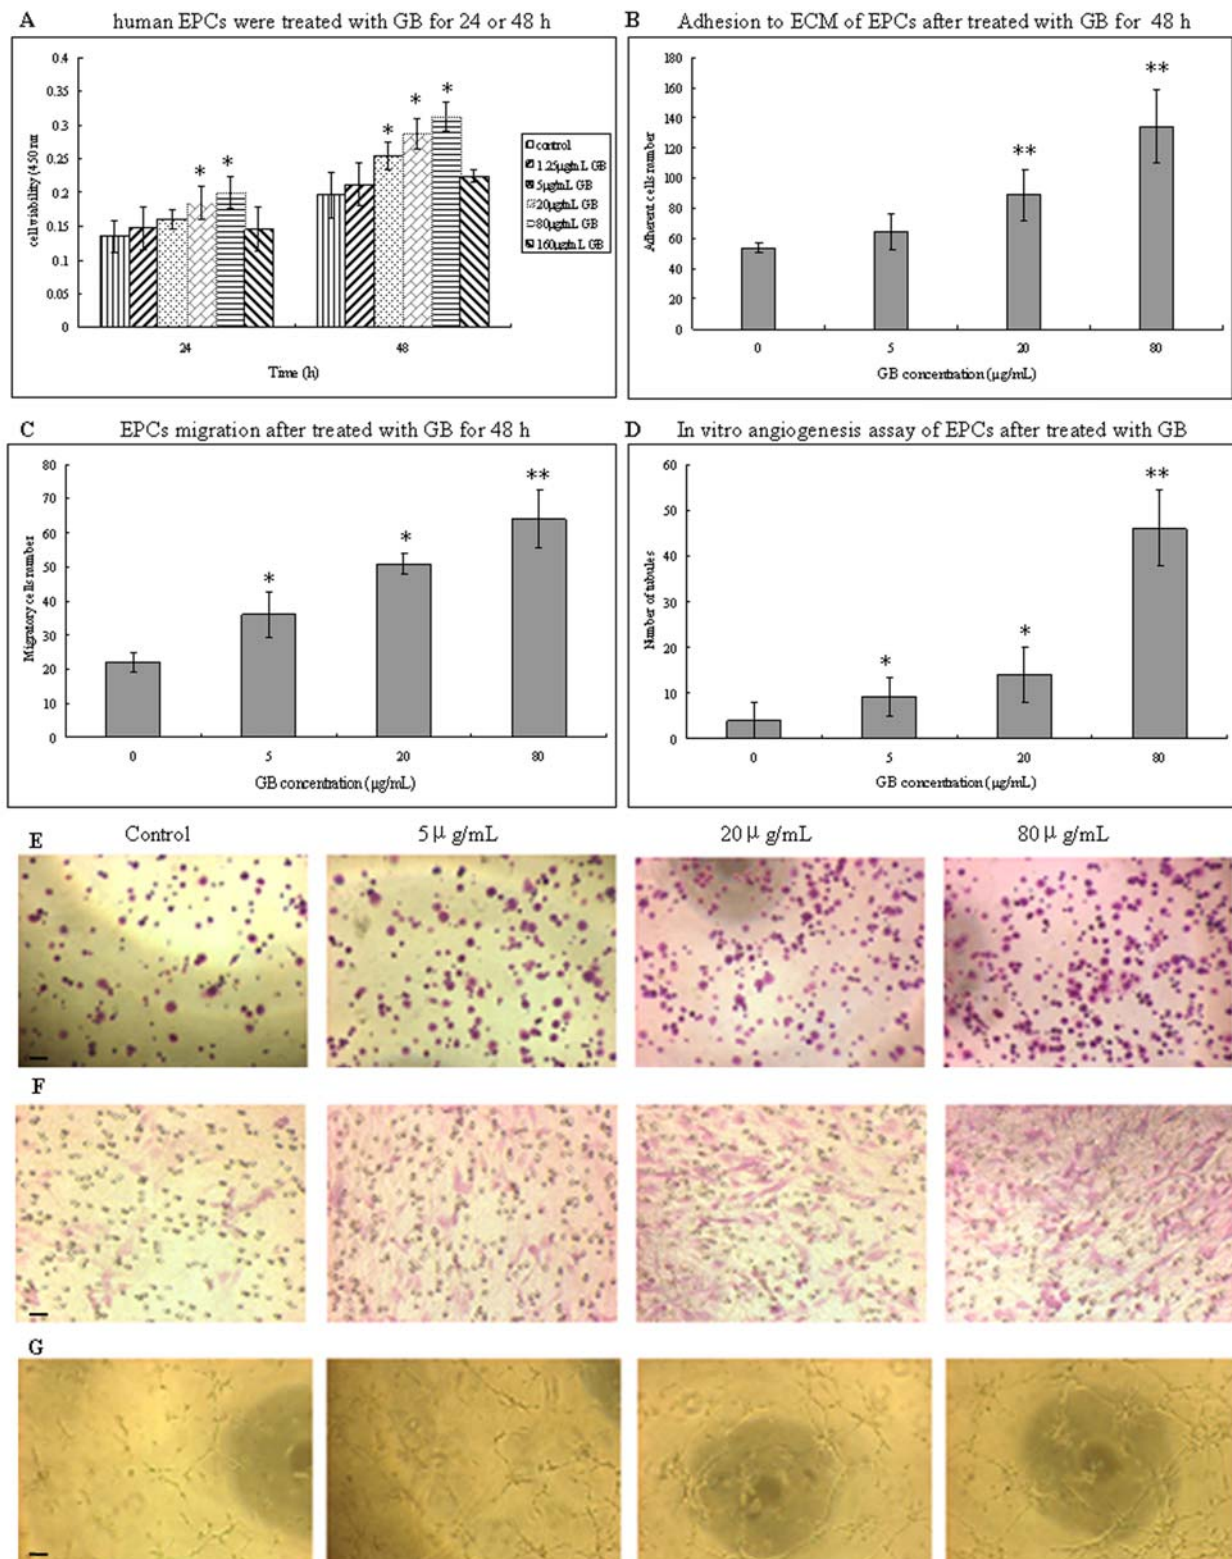 A human EPCs were treated with GB for 24 or 48 h
0.4
0.35
0.3
0.25
0.2
0.15
0.1
0.05
0
cell viability (450 nm
* * * * *
control
1.25μg/mL GB
5μg/mL GB
20μg/mL GB
80μg/mL GB
160μg/mL GB
24 48
Time (h)
B Adhesion to ECM of EPCs after treated with GB for 48 h
180
160
140
120
100
80
60
40
20
0
Adherent cells number
** **
0 5 20 80
GB concentration (μg/mL)
C EPCs migration after treated with GB for 48 h
80
70
60
50
40
30
20
10
0
Migratory cells number
* * **
0 5 20 80
GB concentration (μg/mL)
D In vitro angiogenesis assay of EPCs after treated with GB
60
50
40
30
20
10
0
Number of tubules
* * **
0 5 20 80
GB concentration (μg/mL)
Control 5 μ g/mL 20 μ g/mL 80 μ g/mL
E
F
G